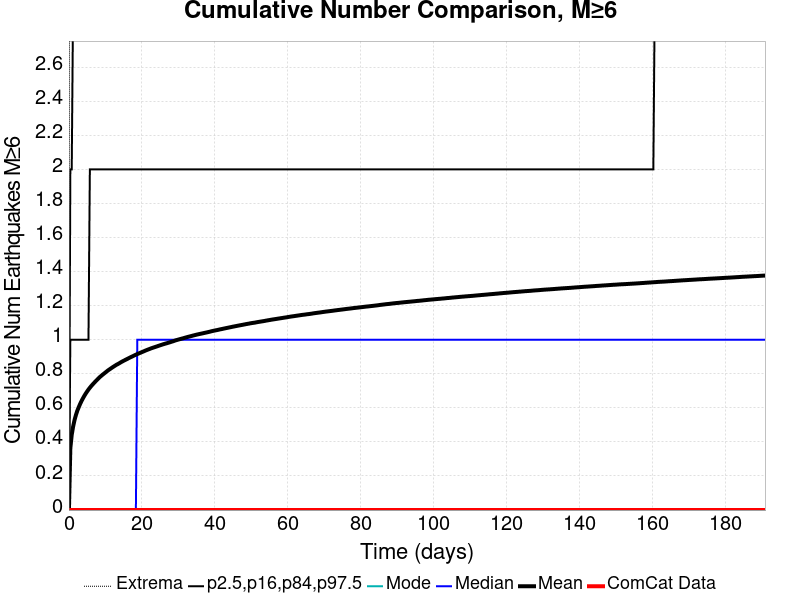 Cumulative Number Comparison, M≥6
Cumulative Num Earthquakes M≥6
2.6
2.4
2.2
2
1.8
1.6
1.4
1.2
1
0.8
0.6
0.4
0.2
0
0 20 40 60 80 100 120 140 160 180
Time (days)
Extrema p2.5,p16,p84,p97.5 Mode Median Mean ComCat Data